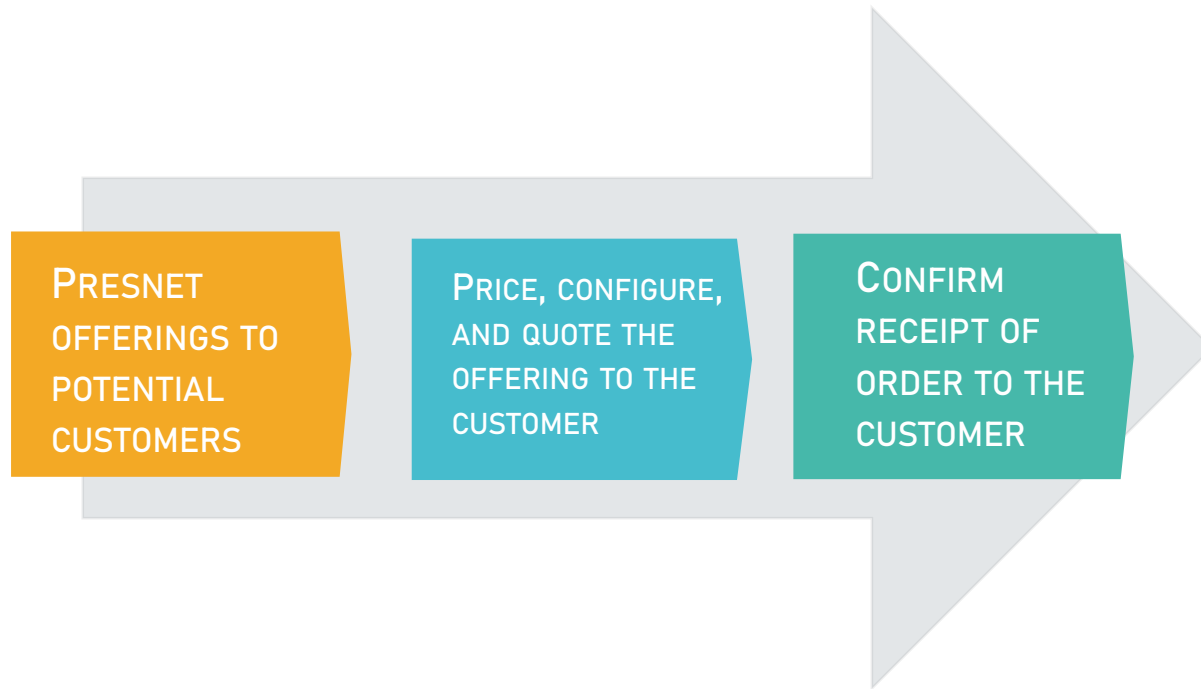 PRESNET
OFFERINGS TO
POTENTIAL
CUSTOMERS
PRICE, CONFIGURE,
AND QUOTE THE
OFFERING TO THE
CUSTOMER
CONFIRM
RECEIPT OF
ORDER TO THE
CUSTOMER